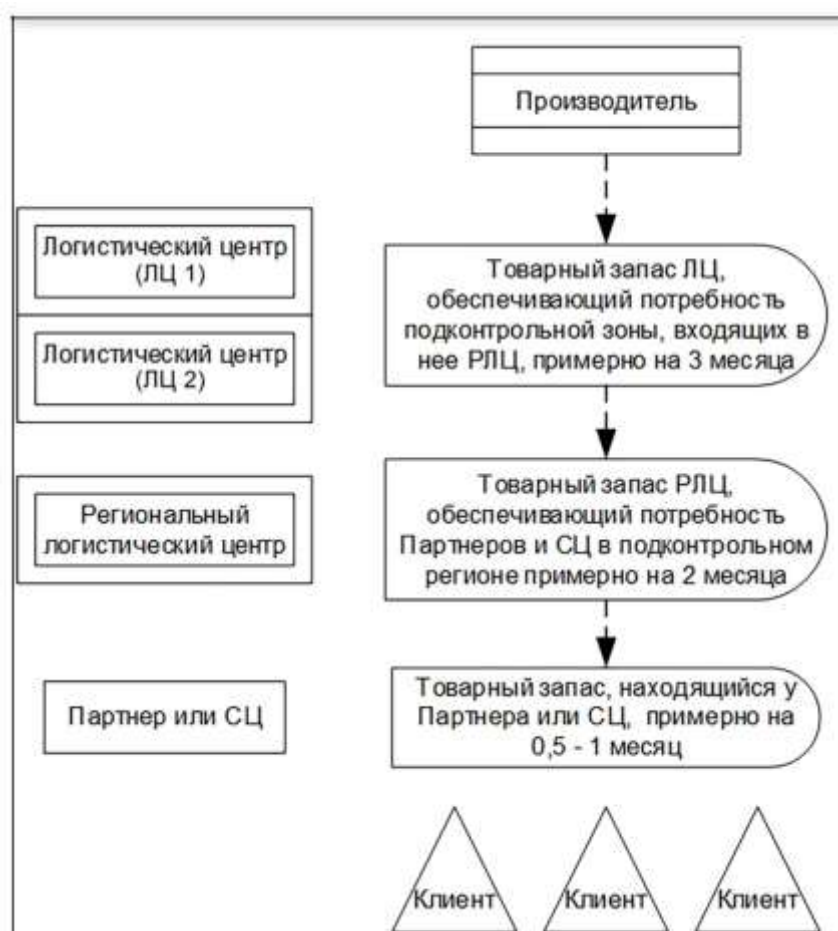 Производитель
Логистический центр
(ЛЦ 1)
Товарный запас ЛЦ,
обеспечивающий потребность
подконтрольной зоны, входящих в
нее РЛЦ, примерно на 3 месяца
Логистический центр
(ЛЦ 2)
Региональный
логистический центр
Товарный запас РЛЦ,
обеспечивающий потребность
Партнеров и СЦ в подконтрольном
регионе примерно на 2 месяца
Партнер или СЦ
Товарный запас, находящийся у
Партнера или СЦ, примерно на
0,5 - 1 месяц
Клиент
Клиент
Клиент